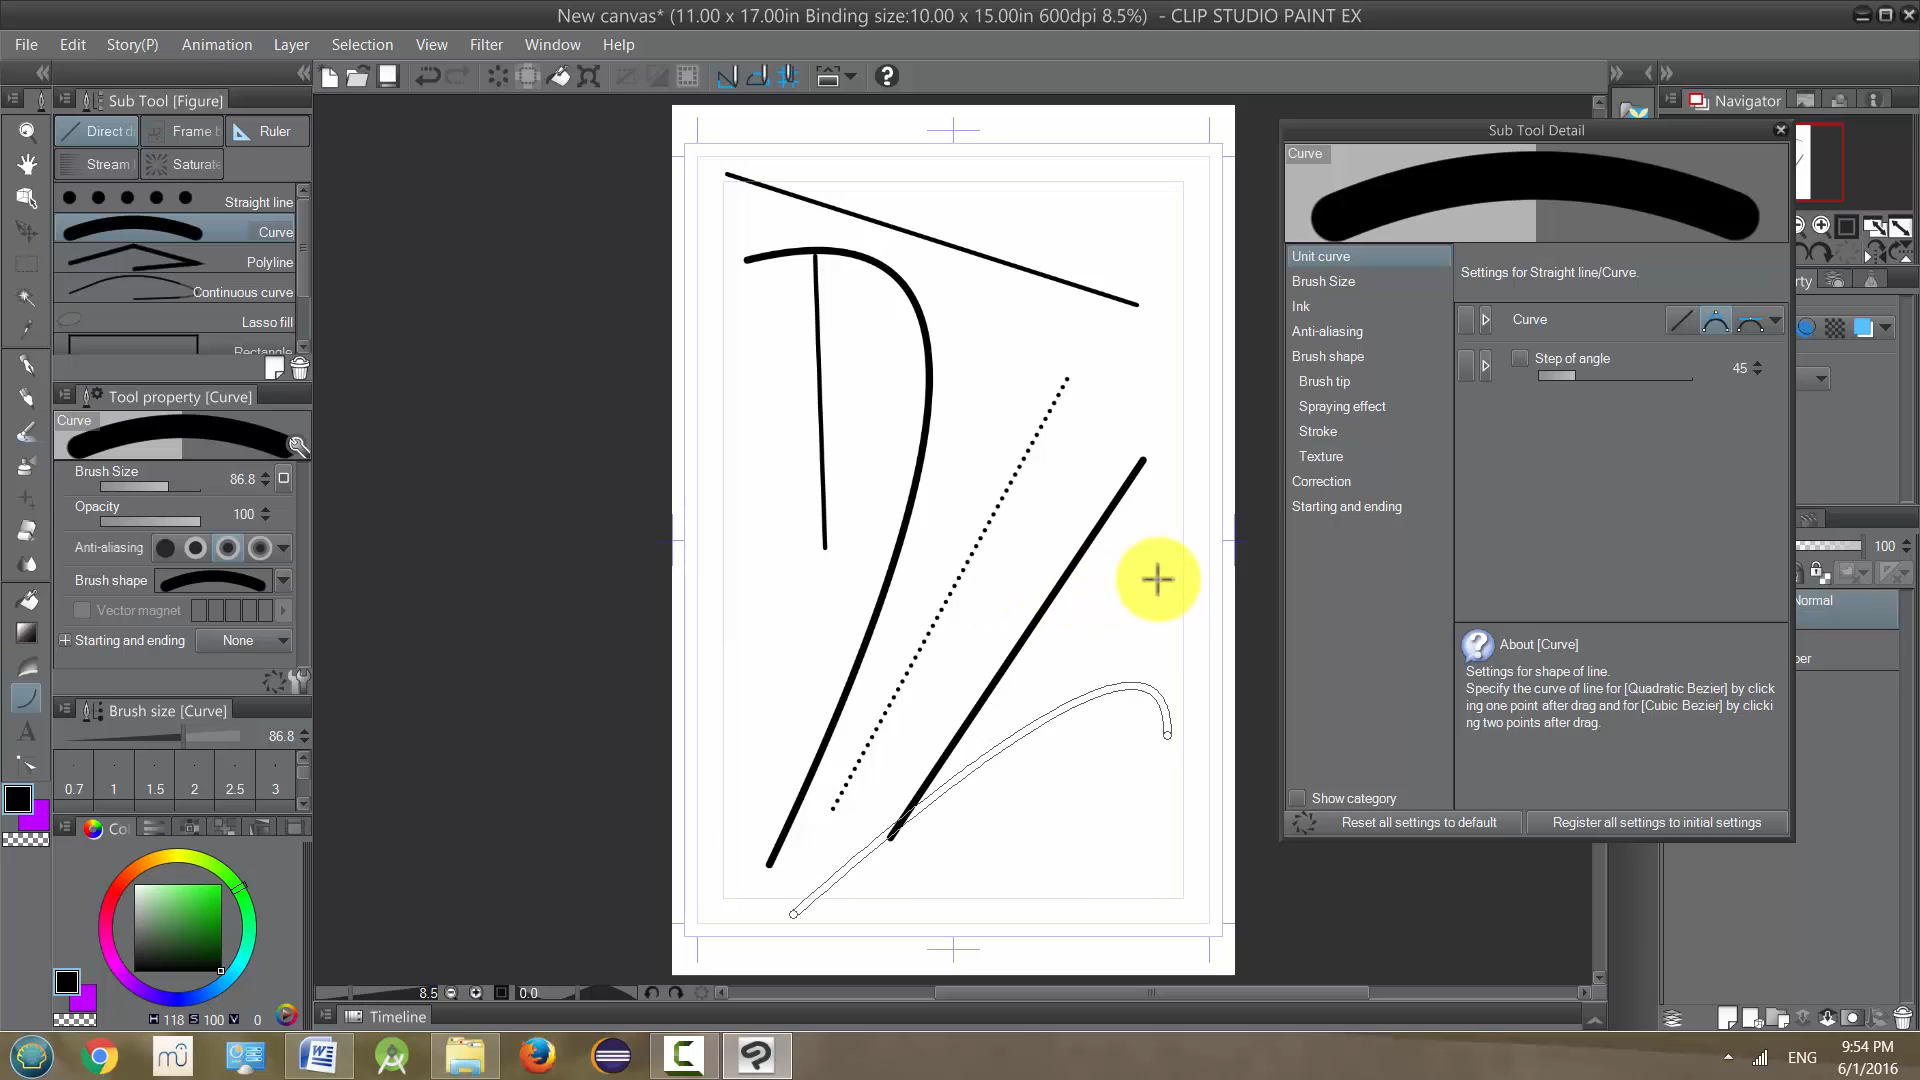 New canvas* (11.00 x 17.00in Binding size:10.00 x 15.00in 600dpi 8.5%) - CLIP STUDIO PAINT EX
File Edit Story(P) Animation Layer Selection View Filter Window Help
Sub Tool [Figure]
Navigator
Direct d
Frame b
Ruler
Stream
Saturate
Straight line
Curve
Polyline
Continuous curve
Lasso fill
Rectangle
Tool property [Curve]
Curve
Brush Size
86.8
Opacity
100
Anti-aliasing
Brush shape
Vector magnet
Starting and ending
None
Brush size [Curve]
86.8
0.7 1 1.5 2 2.5 3
Col
H 118 S 100 V 0
8.5
0.0
Timeline
Sub Tool Detail
Curve
Unit curve
Brush Size
Ink
Anti-aliasing
Brush shape
Brush tip
Spraying effect
Stroke
Texture
Correction
Starting and ending
Show category
Settings for Straight line/Curve.
Curve
Step of angle
45
About [Curve]
Settings for shape of line.
Specify the curve of line for [Quadratic Bezier] by click
ing one point after drag and for [Cubic Bezier] by clicki
ng two points after drag.
Reset all settings to default
Register all settings to initial settings
rty
100
Normal
per
ENG
9:54 PM
6/1/2016